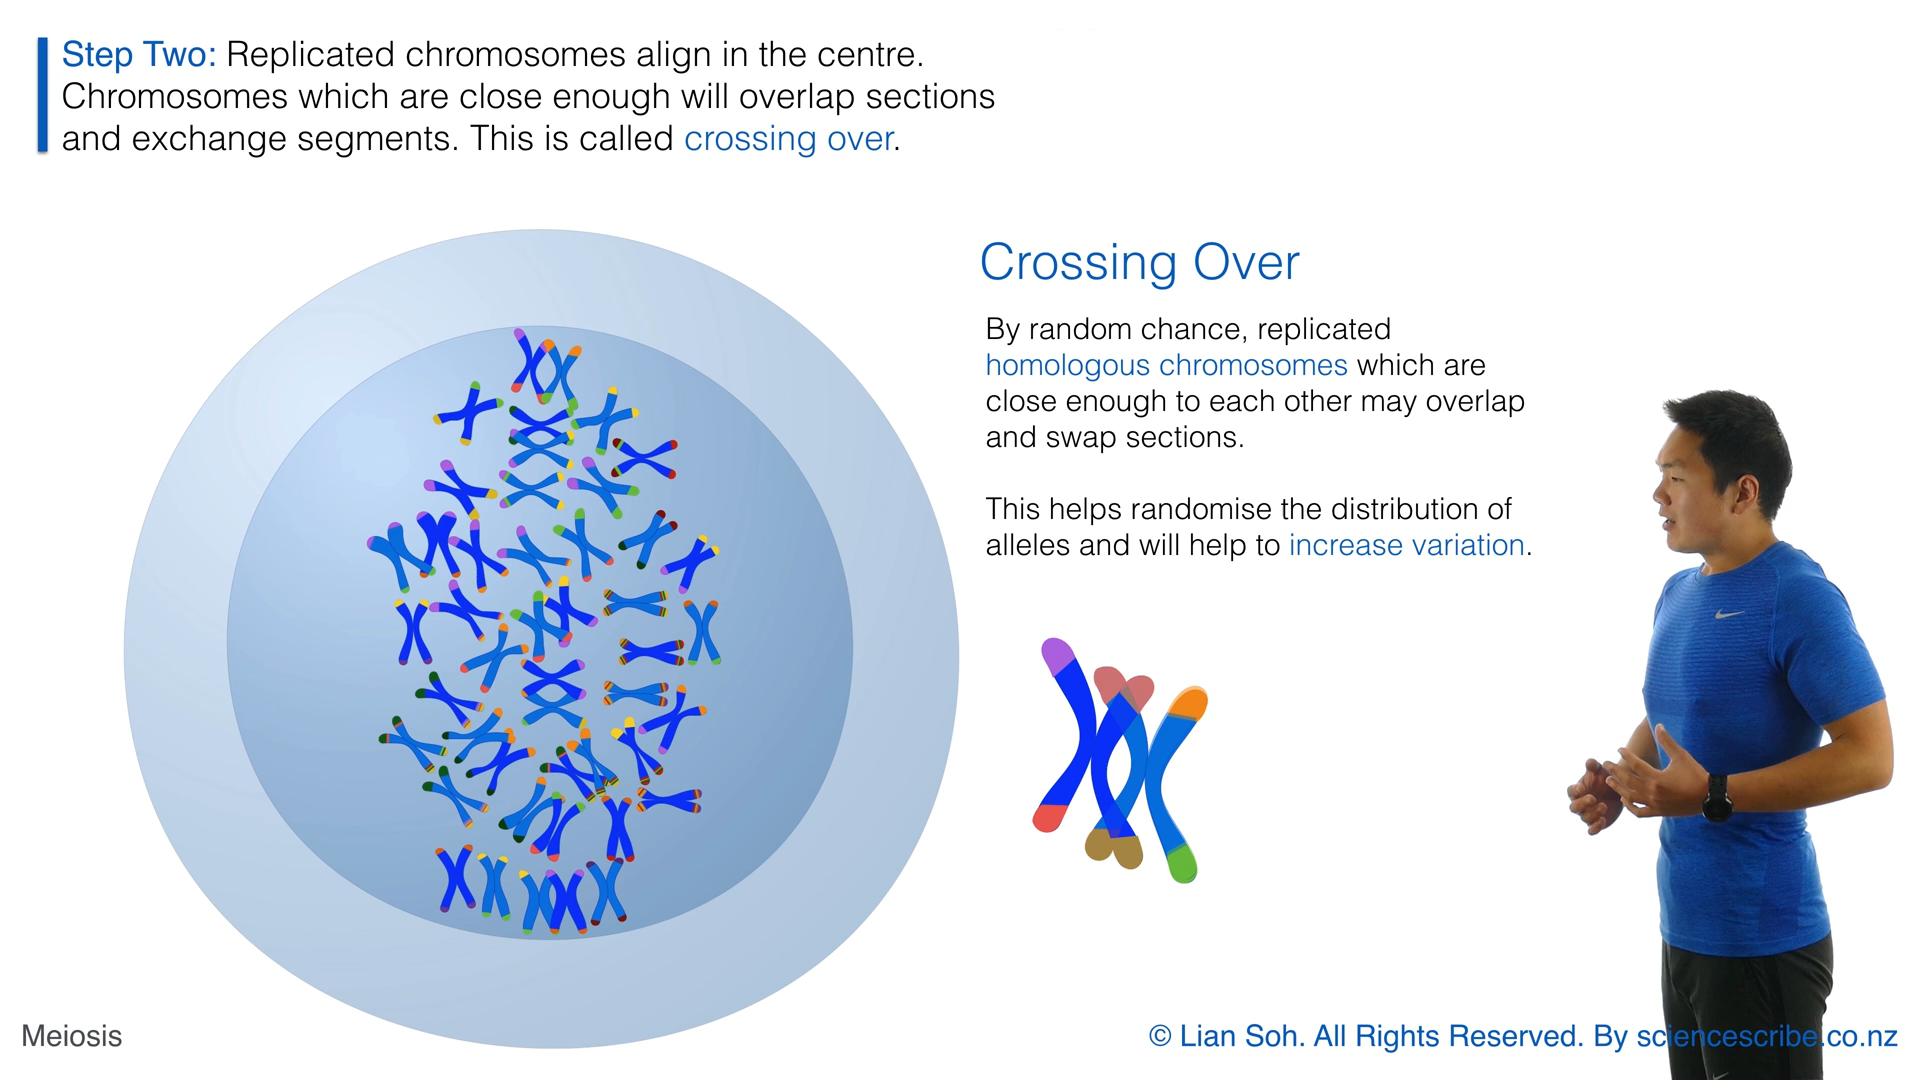 Step Two: Replicated chromosomes align in the centre.
Chromosomes which are close enough will overlap sections
and exchange segments. This is called crossing over.
Crossing Over
By random chance, replicated
homologous chromosomes which are
close enough to each other may overlap
and swap sections.
This helps randomise the distribution of
alleles and will help to increase variation.
Meiosis
© Lian Soh. All Rights Reserved. By sciencescribe.co.nz